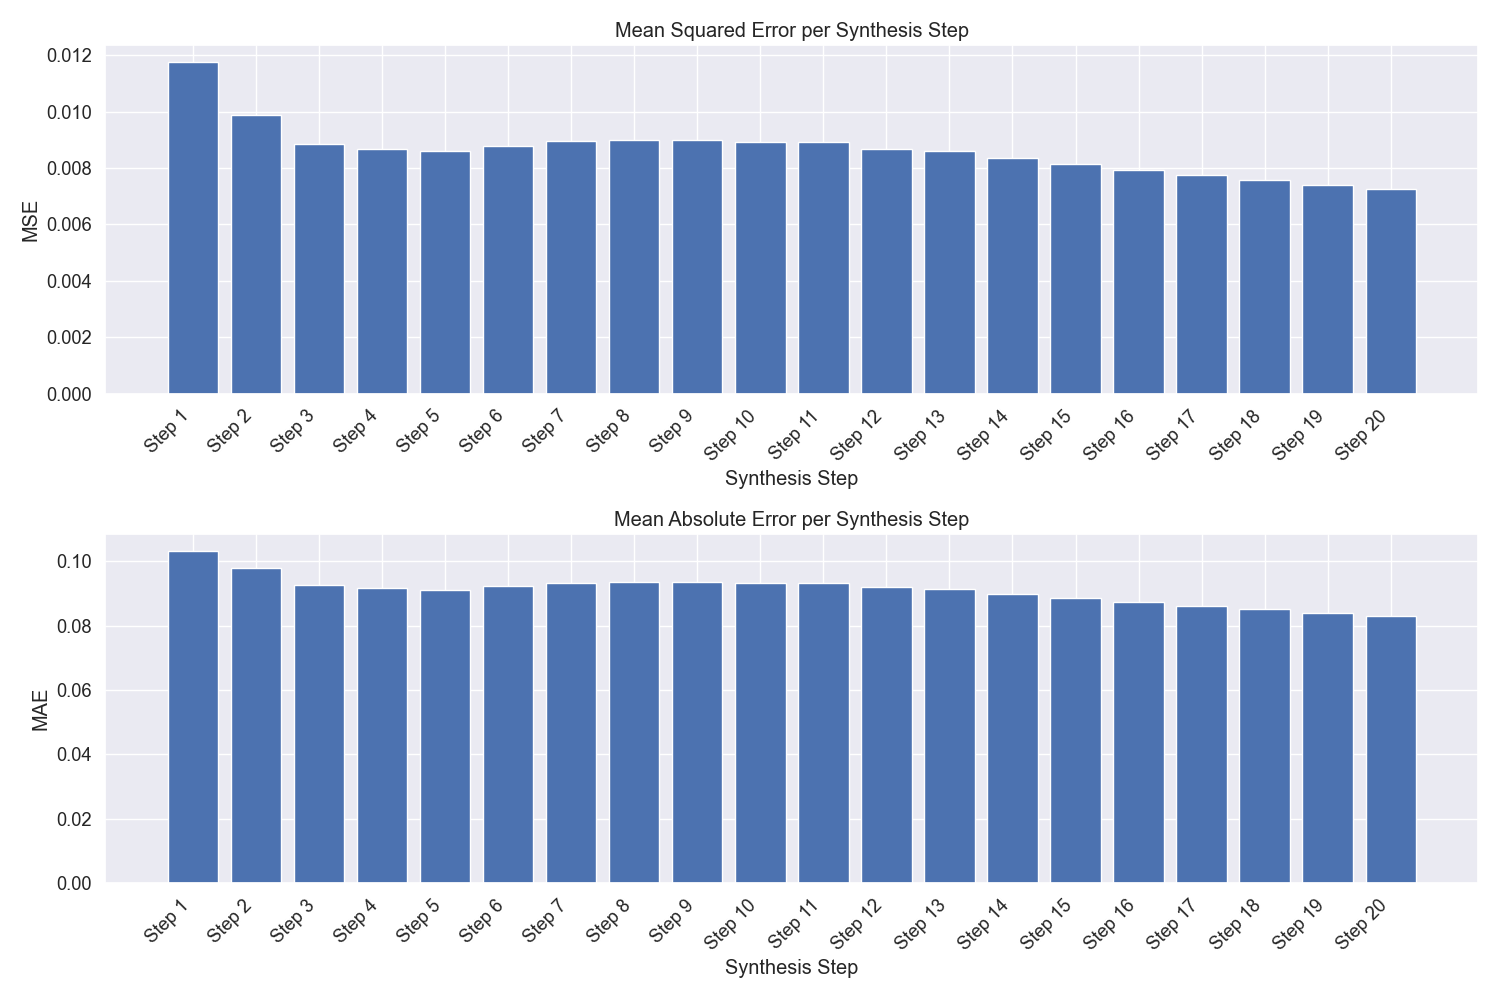 Mean Squared Error per Synthesis Step
0.012
0.010
0.008
0.006
0.004
0.002
0.000
MSE
Step 1
Step 2
Step 3
Step 4
Step 5
Step 6
Step 7
Step 8
Step 9
Step 10
Step 11
Step 12
Step 13
Step 14
Step 15
Step 16
Step 17
Step 18
Step 19
Step 20
Synthesis Step
Mean Absolute Error per Synthesis Step
0.10
0.08
0.06
0.04
0.02
0.00
MAE
Step 1
Step 2
Step 3
Step 4
Step 5
Step 6
Step 7
Step 8
Step 9
Step 10
Step 11
Step 12
Step 13
Step 14
Step 15
Step 16
Step 17
Step 18
Step 19
Step 20
Synthesis Step